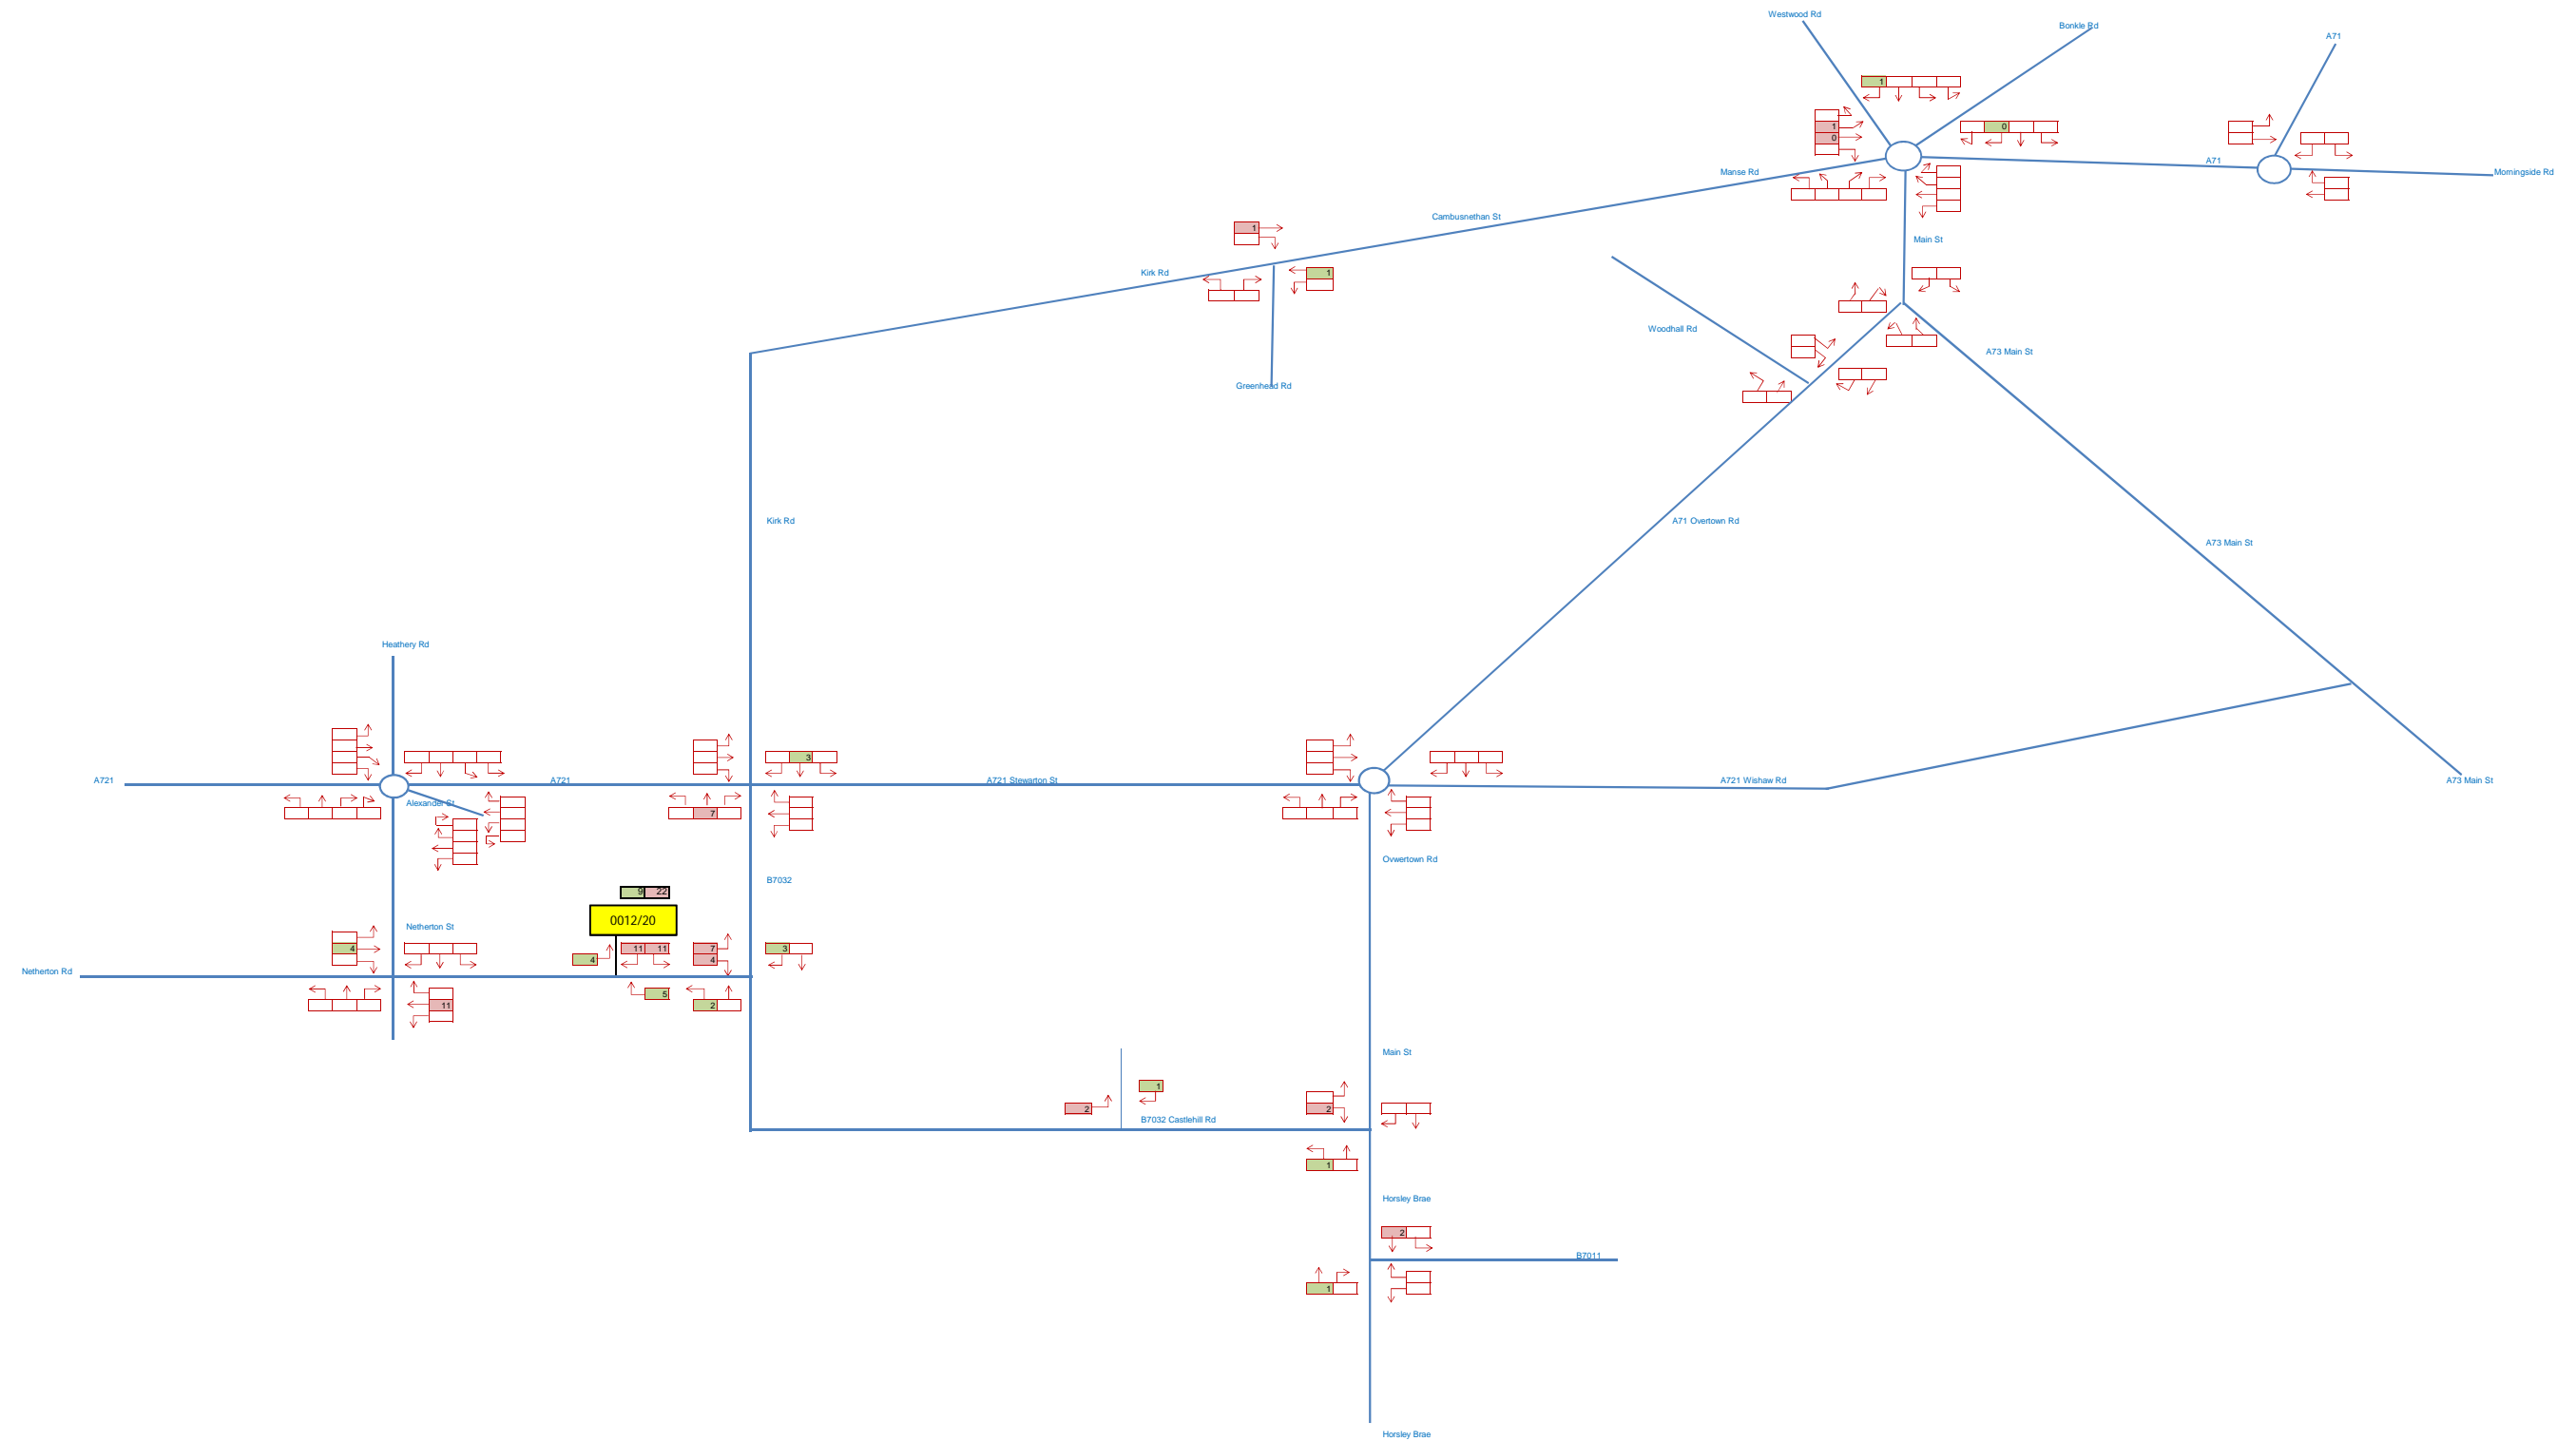 Westwood Rd
Bonkle Rd
A71
1
1
0
0
A71
Manse Rd
Morningside Rd
Cambusnethan St
1
Main St
Kirk Rd
1
Woodhall Rd
A73 Main St
Greenhead Rd
Kirk Rd
A71 Overtown Rd
A73 Main St
Heathery Rd
3
A721
A721
A721 Stewarton St
A721 Wishaw Rd
A73 Main St
Alexander St
7
Ovwertown Rd
B7032
9 22
0012/20
Netherton St
4
4
11 11
7
4
3
Netherton Rd
11
5
2
Main St
1
2
2
B7032 Castlehill Rd
1
Horsley Brae
2
B7011
1
Horsley Brae